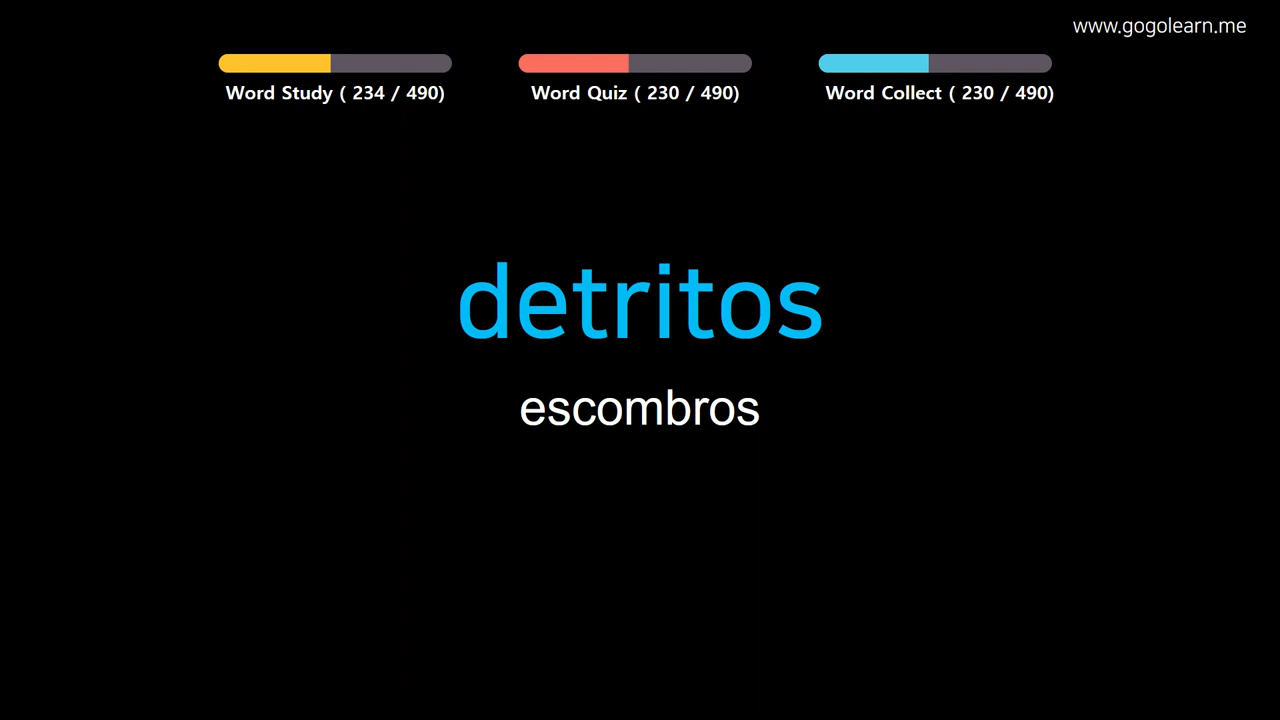 www.gogolearn.me
Word Study ( 234 / 490)
Word Quiz ( 230 / 490)
Word Collect ( 230 / 490)
detritos
escombros